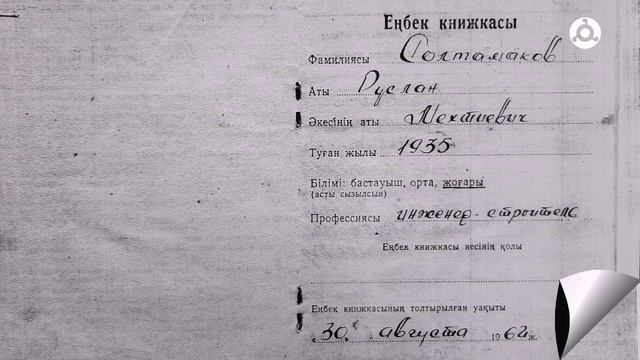 Еңбек книжкасы
Фамилиясы Солтамаков
Аты Руслан
Әкесінің аты Мехтиевич
Туған жылы 1935
Білімі: бастауыш, орта, жоғары
(асты сызылсын)
Профессиясы инженер-строитель
Еңбек книжкасы иесінің қолы
Еңбек книжкасының толтырылған уақыты
30 августа 1962 ж.